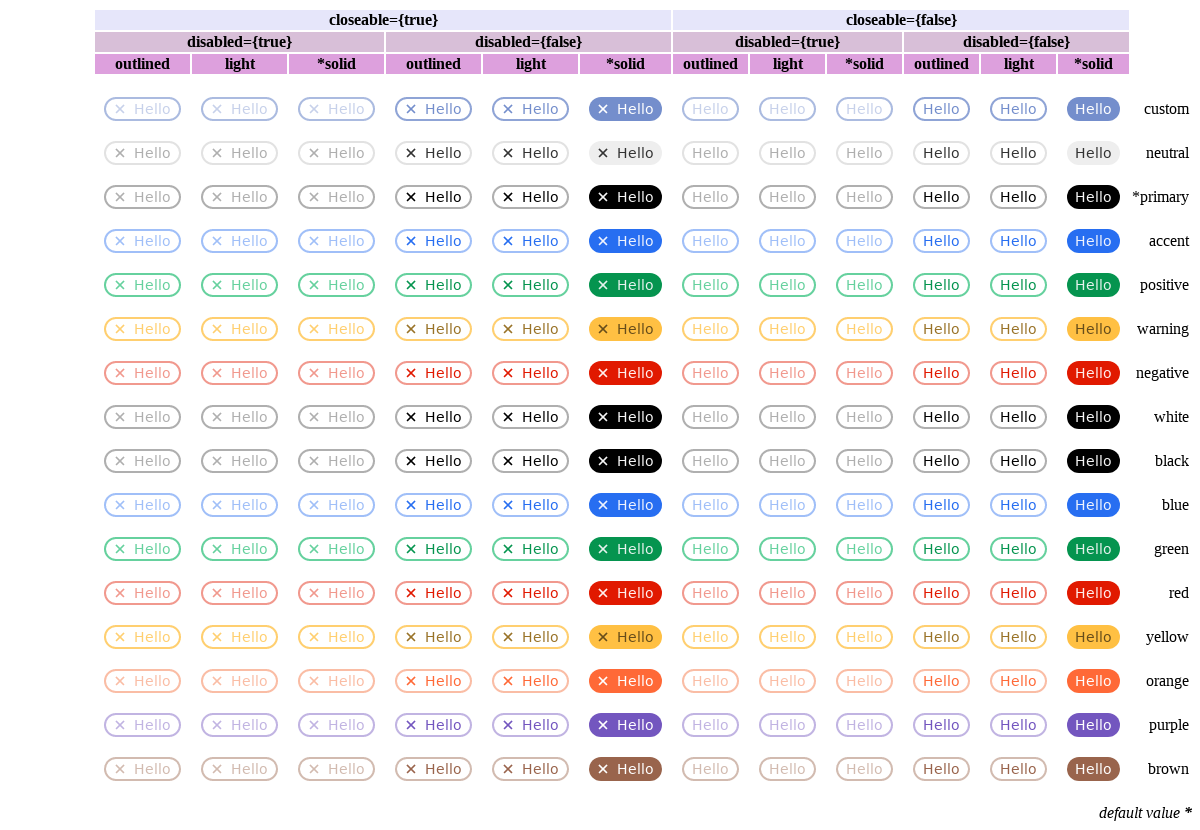 closeable={true} closeable={false}
disabled={true} disabled={false} disabled={true} disabled={false}
outlined light *solid outlined light *solid outlined light *solid outlined light *solid
Hello Hello Hello Hello Hello Hello Hello Hello Hello Hello Hello Hello custom
Hello Hello Hello Hello Hello Hello Hello Hello Hello Hello Hello Hello neutral
Hello Hello Hello Hello Hello Hello Hello Hello Hello Hello Hello Hello *primary
Hello Hello Hello Hello Hello Hello Hello Hello Hello Hello Hello Hello accent
Hello Hello Hello Hello Hello Hello Hello Hello Hello Hello Hello Hello positive
Hello Hello Hello Hello Hello Hello Hello Hello Hello Hello Hello Hello warning
Hello Hello Hello Hello Hello Hello Hello Hello Hello Hello Hello Hello negative
Hello Hello Hello Hello Hello Hello Hello Hello Hello Hello Hello Hello white
Hello Hello Hello Hello Hello Hello Hello Hello Hello Hello Hello Hello black
Hello Hello Hello Hello Hello Hello Hello Hello Hello Hello Hello Hello blue
Hello Hello Hello Hello Hello Hello Hello Hello Hello Hello Hello Hello green
Hello Hello Hello Hello Hello Hello Hello Hello Hello Hello Hello Hello red
Hello Hello Hello Hello Hello Hello Hello Hello Hello Hello Hello Hello yellow
Hello Hello Hello Hello Hello Hello Hello Hello Hello Hello Hello Hello orange
Hello Hello Hello Hello Hello Hello Hello Hello Hello Hello Hello Hello purple
Hello Hello Hello Hello Hello Hello Hello Hello Hello Hello Hello Hello brown
default value *